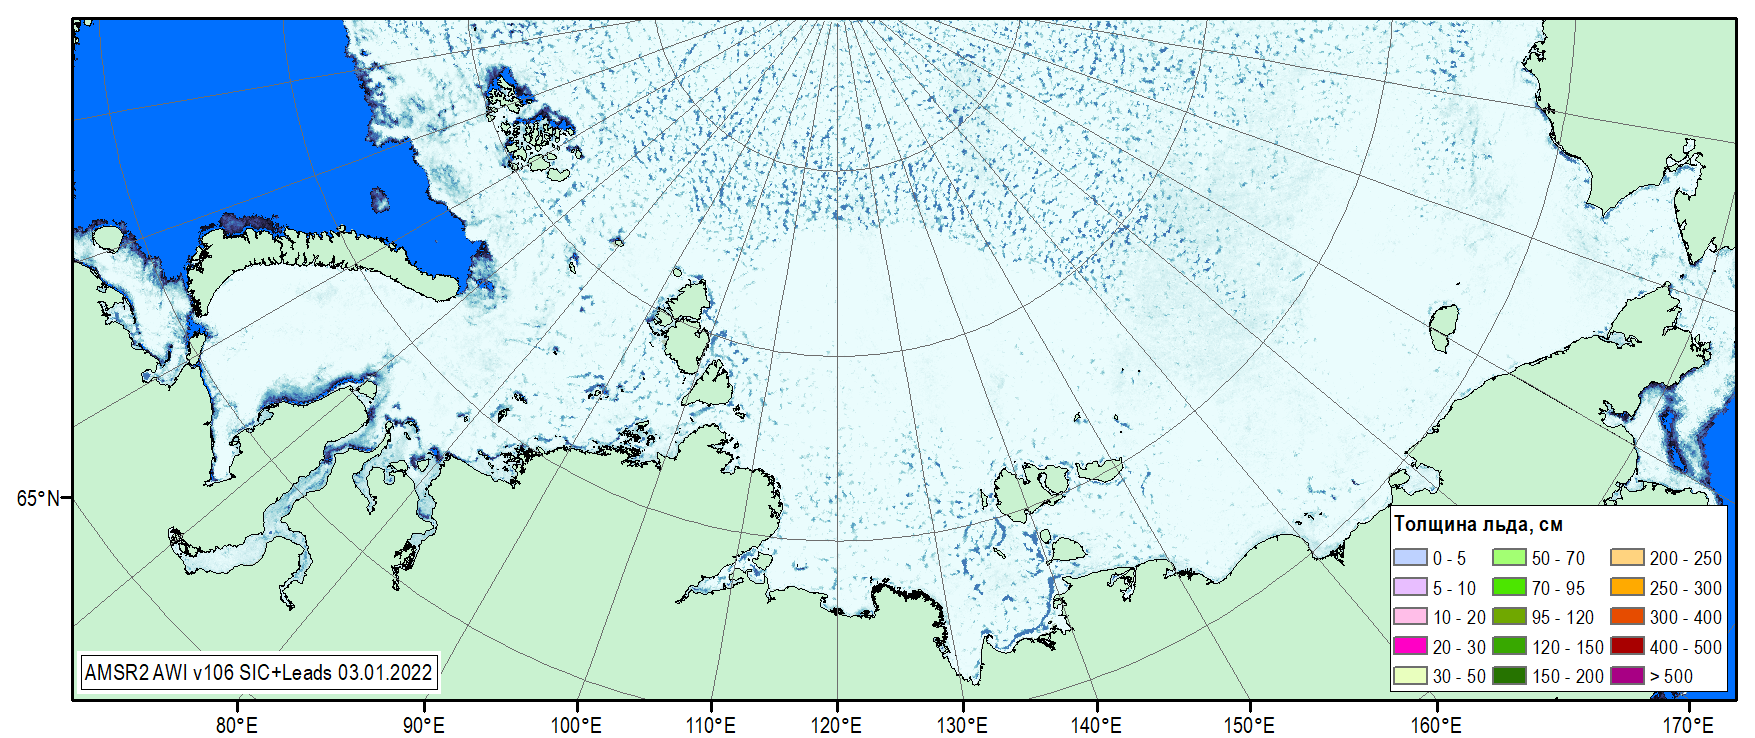 65°N
Толщина льда, см
0 - 5 50 - 70 200 - 250
5 - 10 70 - 95 250 - 300
10 - 20 95 - 120 300 - 400
20 - 30 120 - 150 400 - 500
30 - 50 150 - 200 > 500
AMSR2 AWI v106 SIC+Leads 03.01.2022
80°E 90°E 100°E 110°E 120°E 130°E 140°E 150°E 160°E 170°E